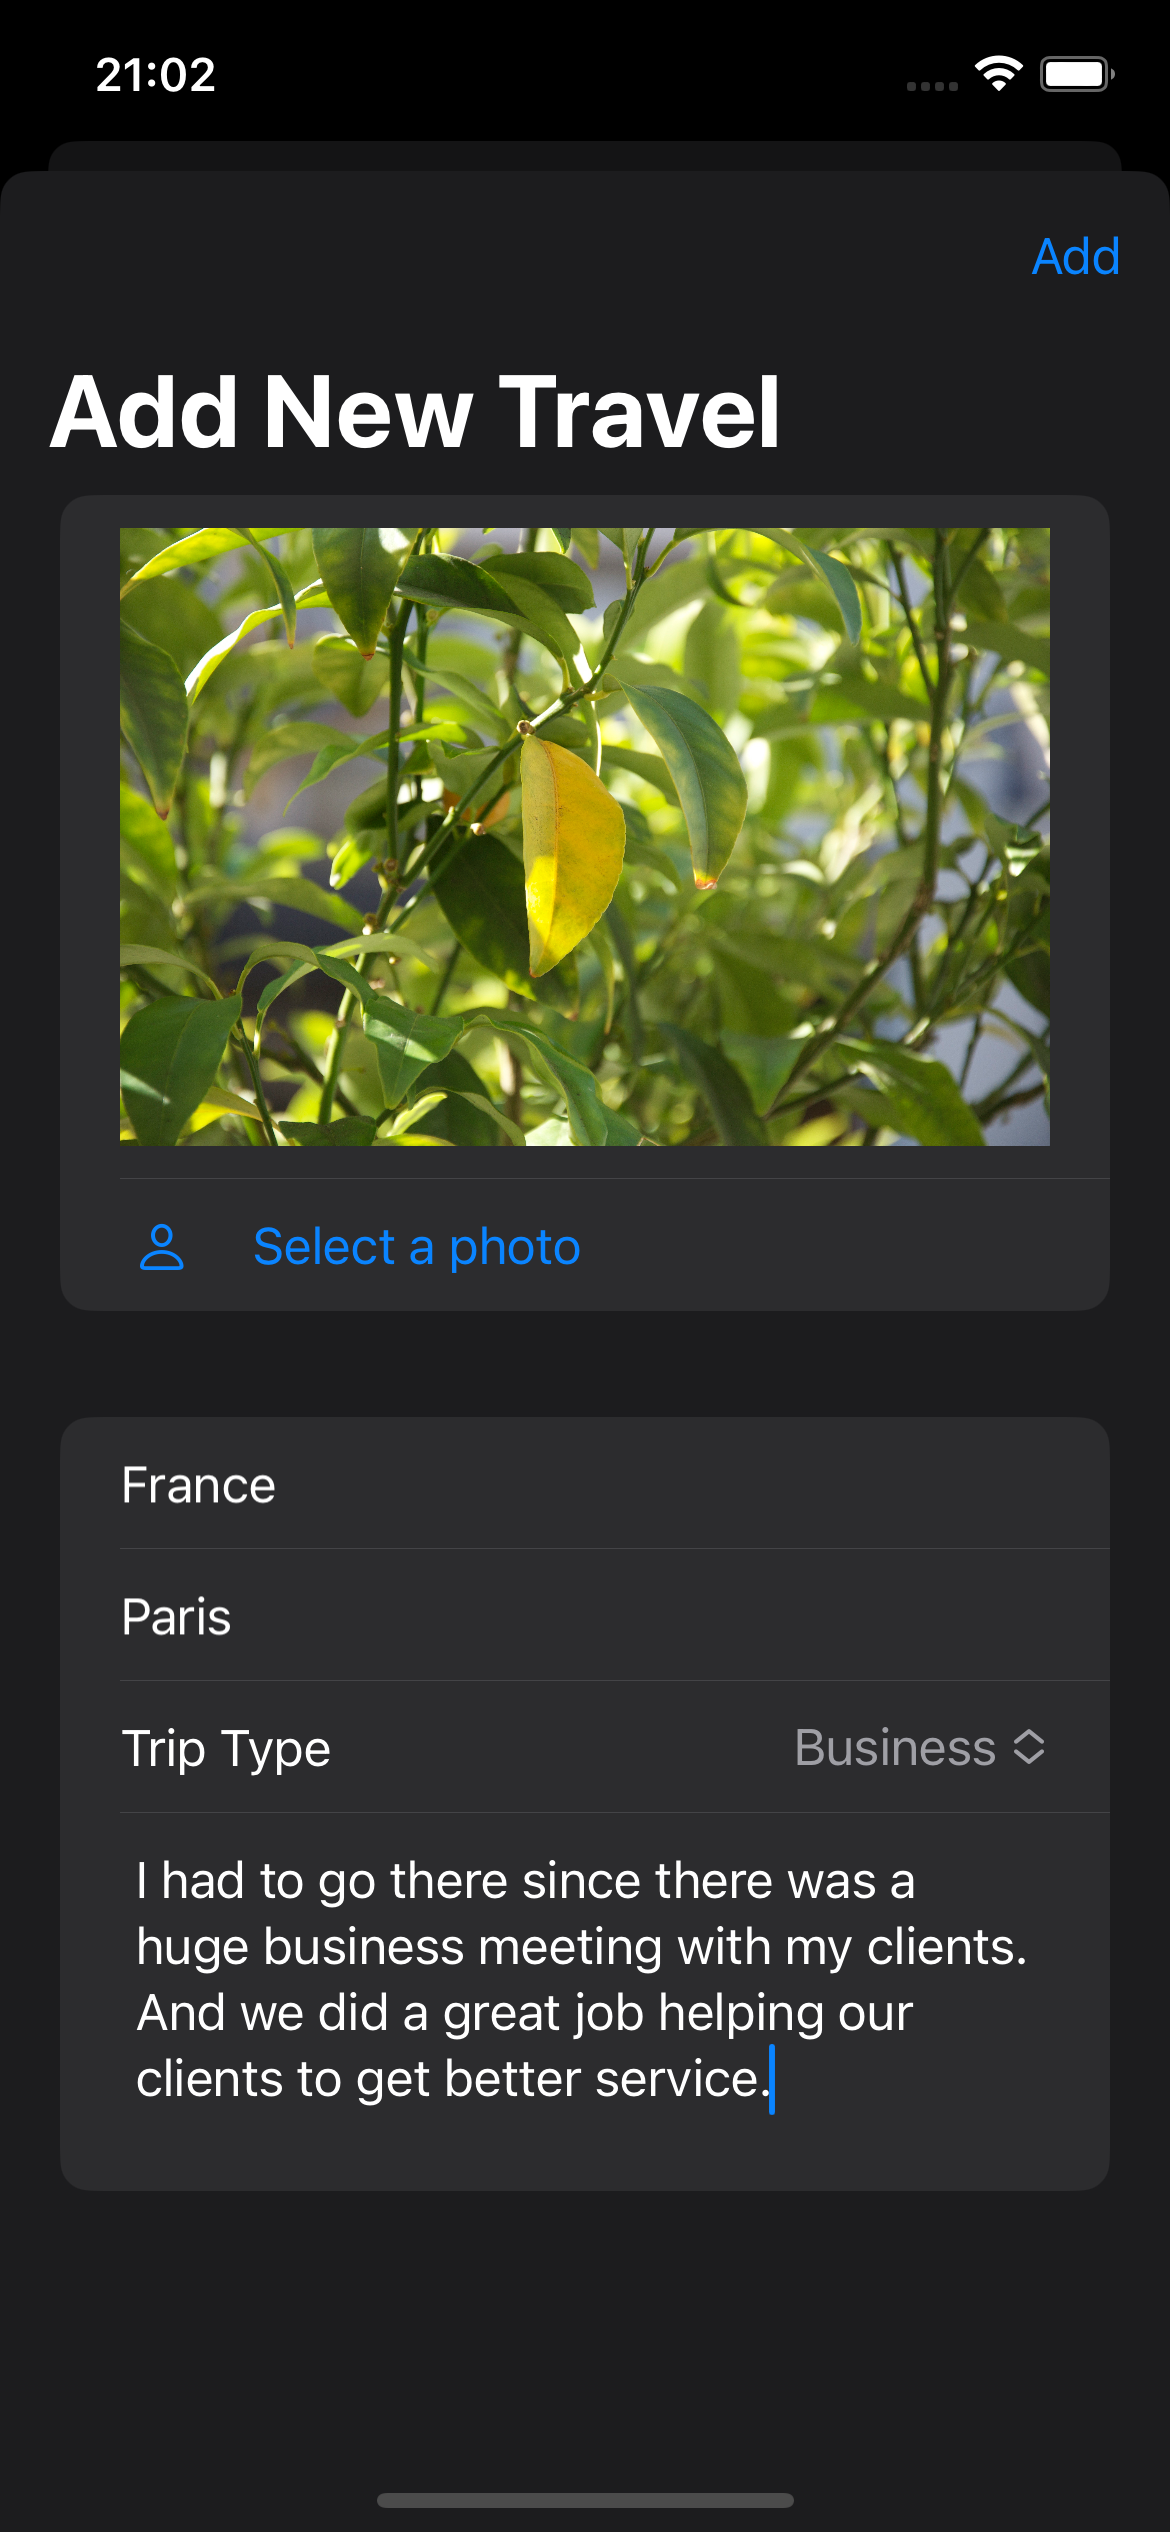 21:02
Add
Add New Travel
Select a photo
France
Paris
Trip Type Business
I had to go there since there was a
huge business meeting with my clients.
And we did a great job helping our
clients to get better service.